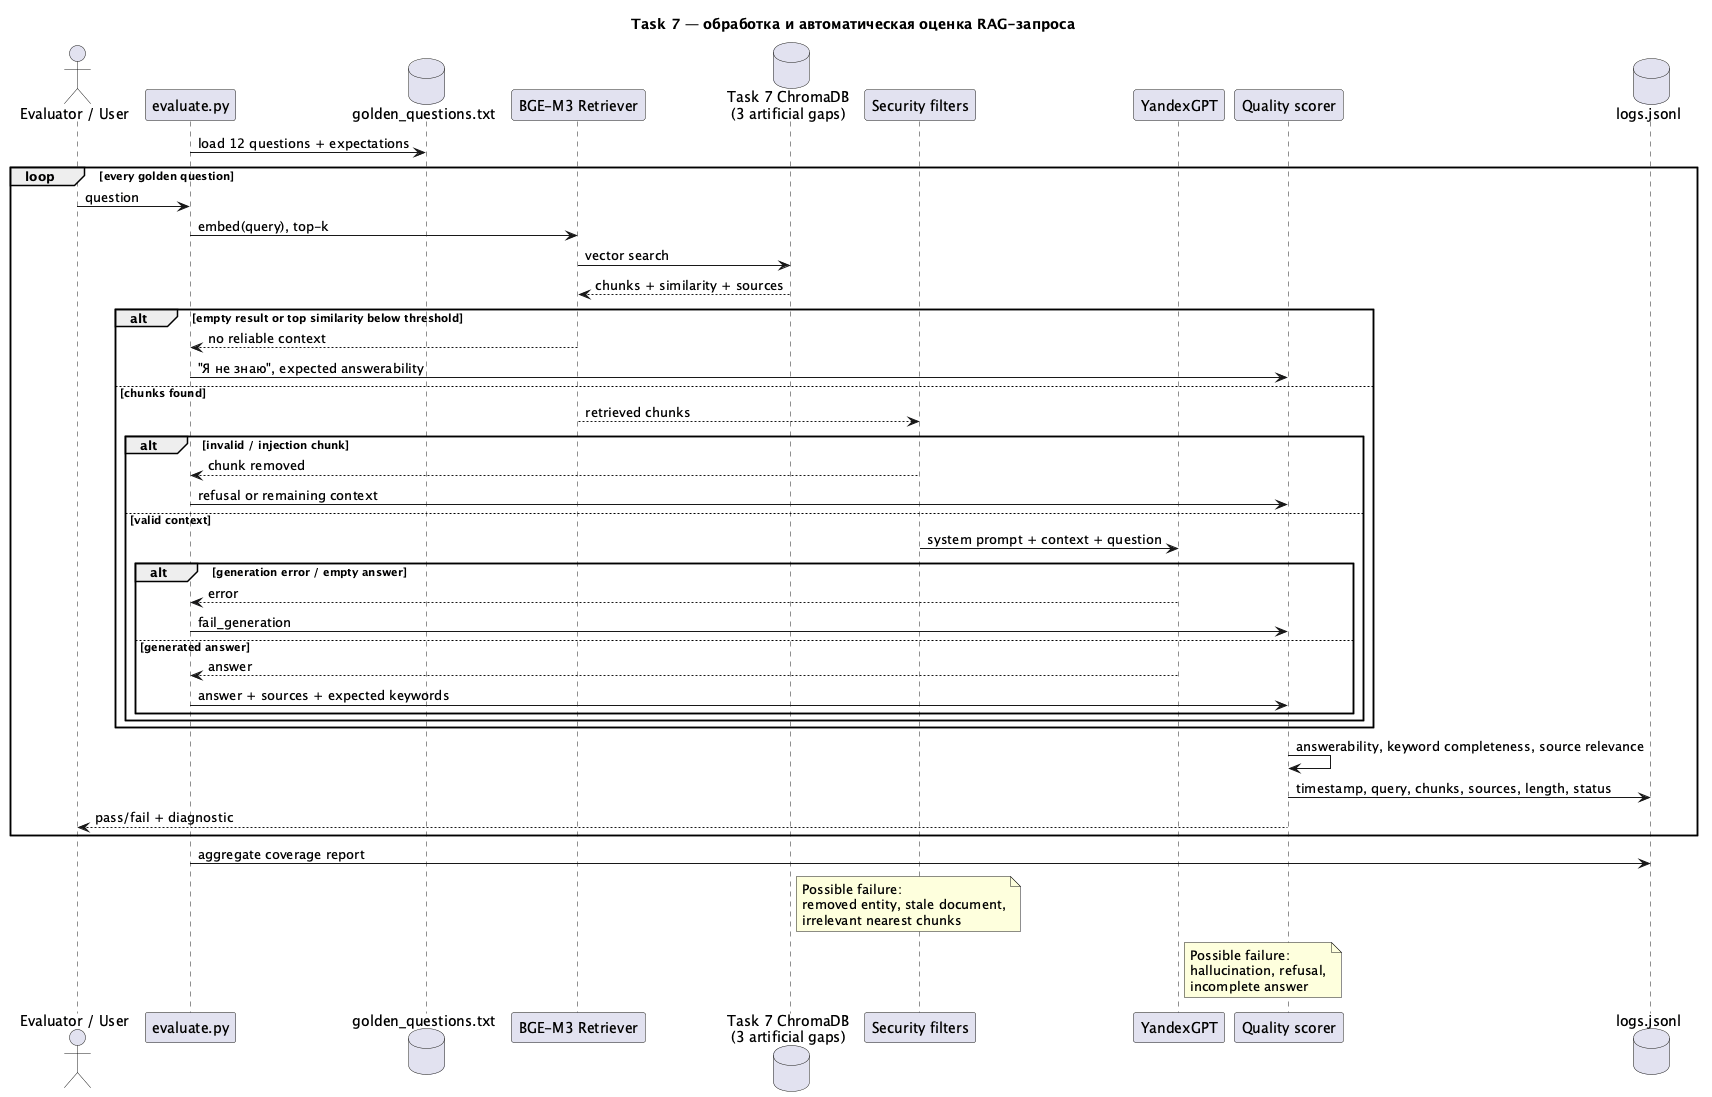 Task 7 — обработка и автоматическая оценка RAG-запроса
Evaluator / User
evaluate.py
golden_questions.txt
BGE-M3 Retriever
Task 7 ChromaDB
(3 artificial gaps)
Security filters
YandexGPT
Quality scorer
logs.jsonl
load 12 questions + expectations
loop
[every golden question]
question
embed(query), top-k
vector search
chunks + similarity + sources
alt
[empty result or top similarity below threshold]
no reliable context
"Я не знаю", expected answerability
[chunks found]
retrieved chunks
alt
[invalid / injection chunk]
chunk removed
refusal or remaining context
[valid context]
system prompt + context + question
alt
[generation error / empty answer]
error
fail_generation
[generated answer]
answer
answer + sources + expected keywords
answerability, keyword completeness, source relevance
timestamp, query, chunks, sources, length, status
pass/fail + diagnostic
aggregate coverage report
Possible failure:
removed entity, stale document,
irrelevant nearest chunks
Possible failure:
hallucination, refusal,
incomplete answer
Evaluator / User
evaluate.py
golden_questions.txt
BGE-M3 Retriever
Task 7 ChromaDB
(3 artificial gaps)
Security filters
YandexGPT
Quality scorer
logs.jsonl